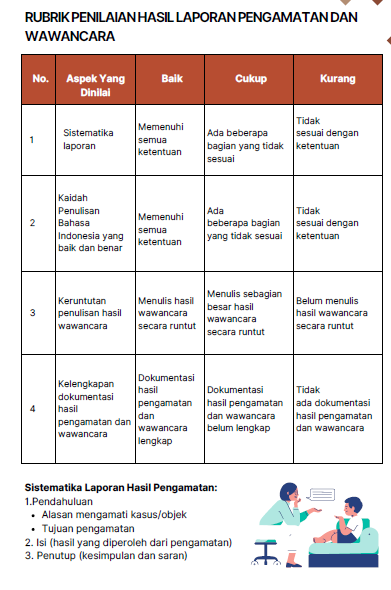 RUBRIK PENILAIAN HASIL LAPORAN PENGAMATAN DAN
WAWANCARA
No.
Aspek Yang
Dinilai
Baik
Cukup
Kurang
1
Sistematika
laporan
Memenuhi
semua
ketentuan
Ada beberapa
bagian yang tidak
sesuai
Tidak
sesuai dengan
ketentuan
2
Kaidah
Penulisan
Bahasa
Indonesia yang
baik dan benar
Memenuhi
semua
ketentuan
Ada
beberapa bagian
yang tidak sesuai
Tidak
sesuai dengan
ketentuan
3
Keruntutan
penulisan hasil
wawancara
Menulis hasil
wawancara
secara runtut
Menulis sebagian
besar hasil
wawancara
secara runtut
Belum menulis
hasil wawancara
secara runtut
4
Kelengkapan
dokumentasi
hasil
pengamatan dan
wawancara
Dokumentasi
hasil
pengamatan
dan
wawancara
lengkap
Dokumentasi
hasil pengamatan
dan wawancara
belum lengkap
Tidak
ada dokumentasi
hasil pengamatan
dan wawancara
Sistematika Laporan Hasil Pengamatan:
1.Pendahuluan
• Alasan mengamati kasus/objek
• Tujuan pengamatan
2. Isi (hasil yang diperoleh dari pengamatan)
3. Penutup (kesimpulan dan saran)